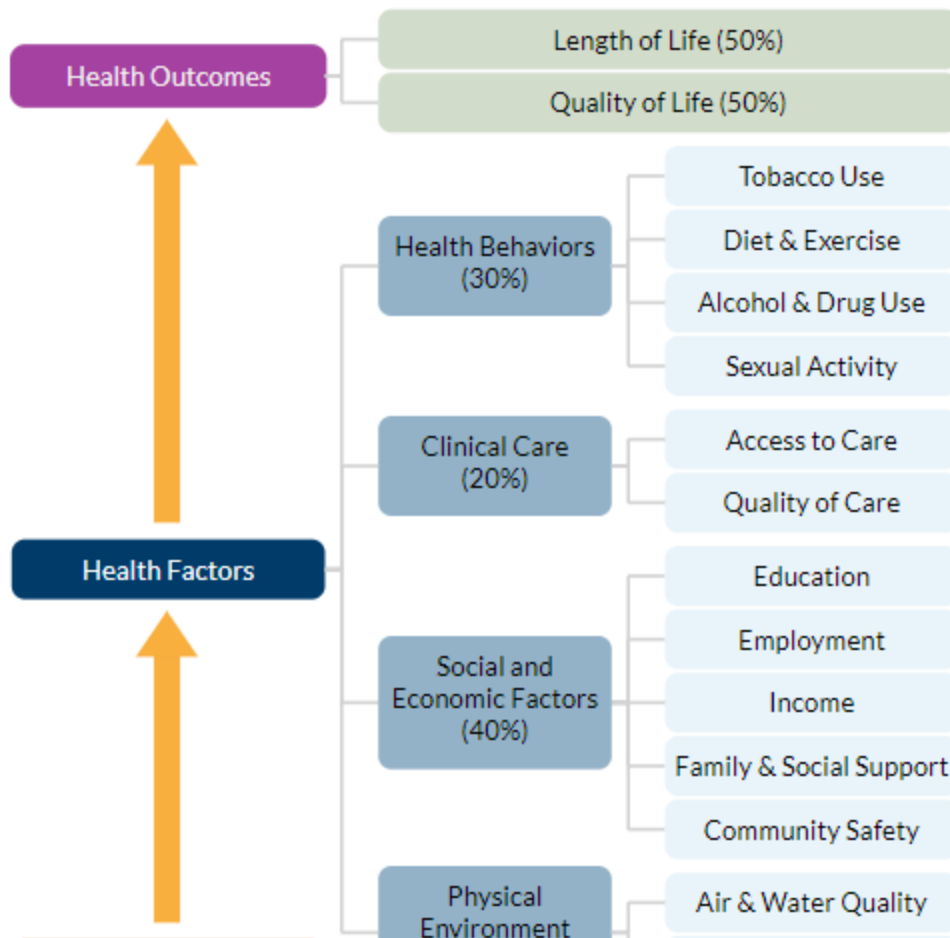 Health Outcomes
Length of Life (50%)
Quality of Life (50%)
Health Behaviors
(30%)
Tobacco Use
Diet & Exercise
Alcohol & Drug Use
Sexual Activity
Clinical Care
(20%)
Access to Care
Quality of Care
Health Factors
Social and
Economic Factors
(40%)
Education
Employment
Income
Family & Social Support
Community Safety
Physical
Environment
Air & Water Quality